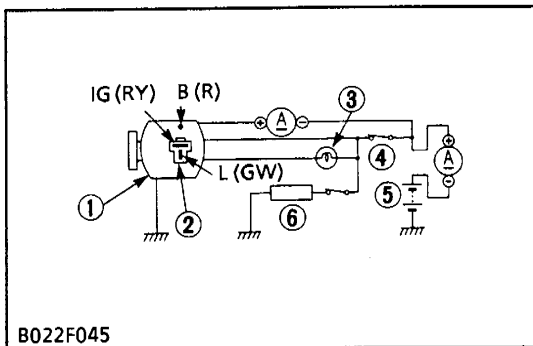 IG (RY) B (R)
⊕ A ⊖ ③
④
⊕
A
⊖
L (GW)
① ② ⑤
⑥
B022F045